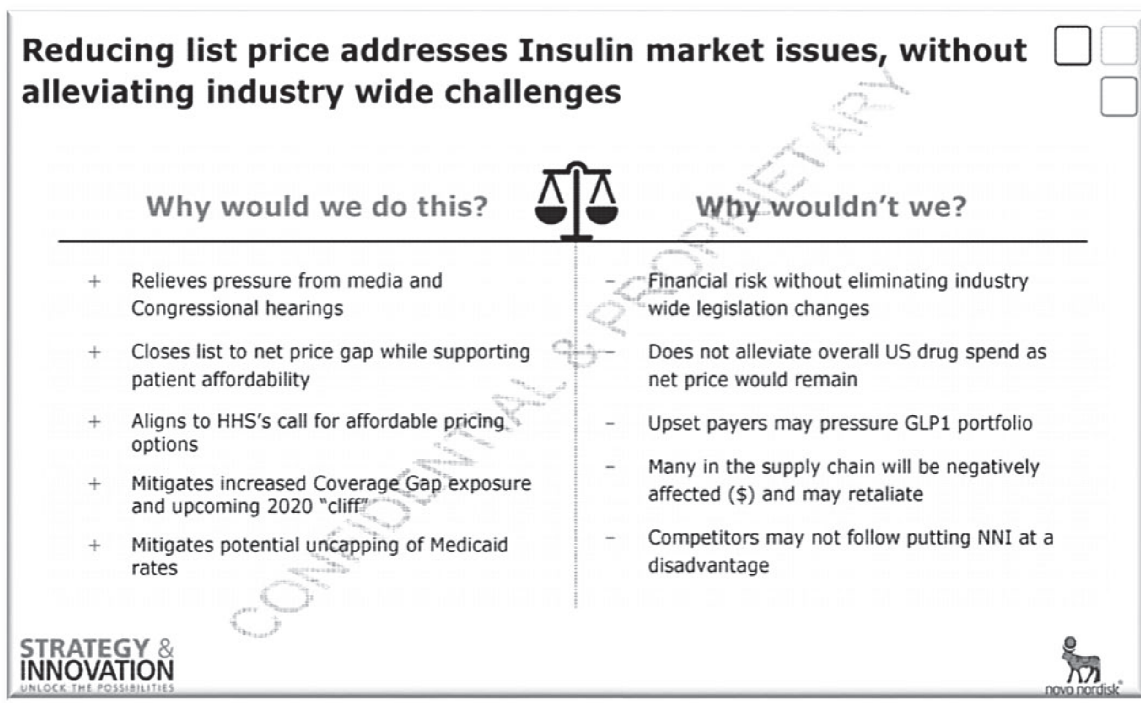 Reducing list price addresses Insulin market issues, without
alleviating industry wide challenges
Why would we do this?
+ Relieves pressure from media and
Congressional hearings
+ Closes list to net price gap while supporting
patient affordability
+ Aligns to HHS's call for affordable pricing
options
+ Mitigates increased Coverage Gap exposure
and upcoming 2020 "cliff"
+ Mitigates potential uncapping of Medicaid
rates
Why wouldn't we?
- Financial risk without eliminating industry
wide legislation changes
- Does not alleviate overall US drug spend as
net price would remain
- Upset payers may pressure GLP1 portfolio
- Many in the supply chain will be negatively
affected ($) and may retaliate
- Competitors may not follow putting NNI at a
disadvantage
CONFIDENTIAL & PROPRIETARY
STRATEGY &
INNOVATION
UNLOCK THE POSSIBILITIES
novo nordisk®